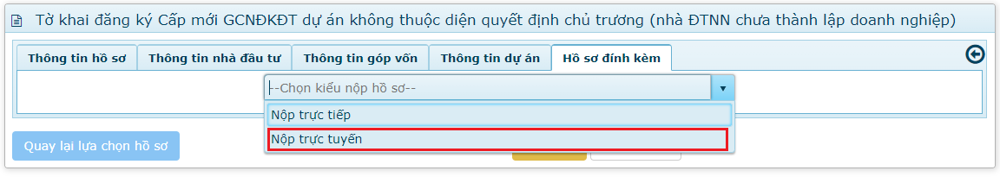 Tờ khai đăng ký Cấp mới GCNĐKĐT dự án không thuộc diện quyết định chủ trương (nhà ĐTNN chưa thành lập doanh nghiệp)
Thông tin hồ sơ Thông tin nhà đầu tư Thông tin góp vốn Thông tin dự án Hồ sơ đính kèm
--Chọn kiểu nộp hồ sơ--
Nộp trực tiếp
Nộp trực tuyến
Quay lại lựa chọn hồ sơ